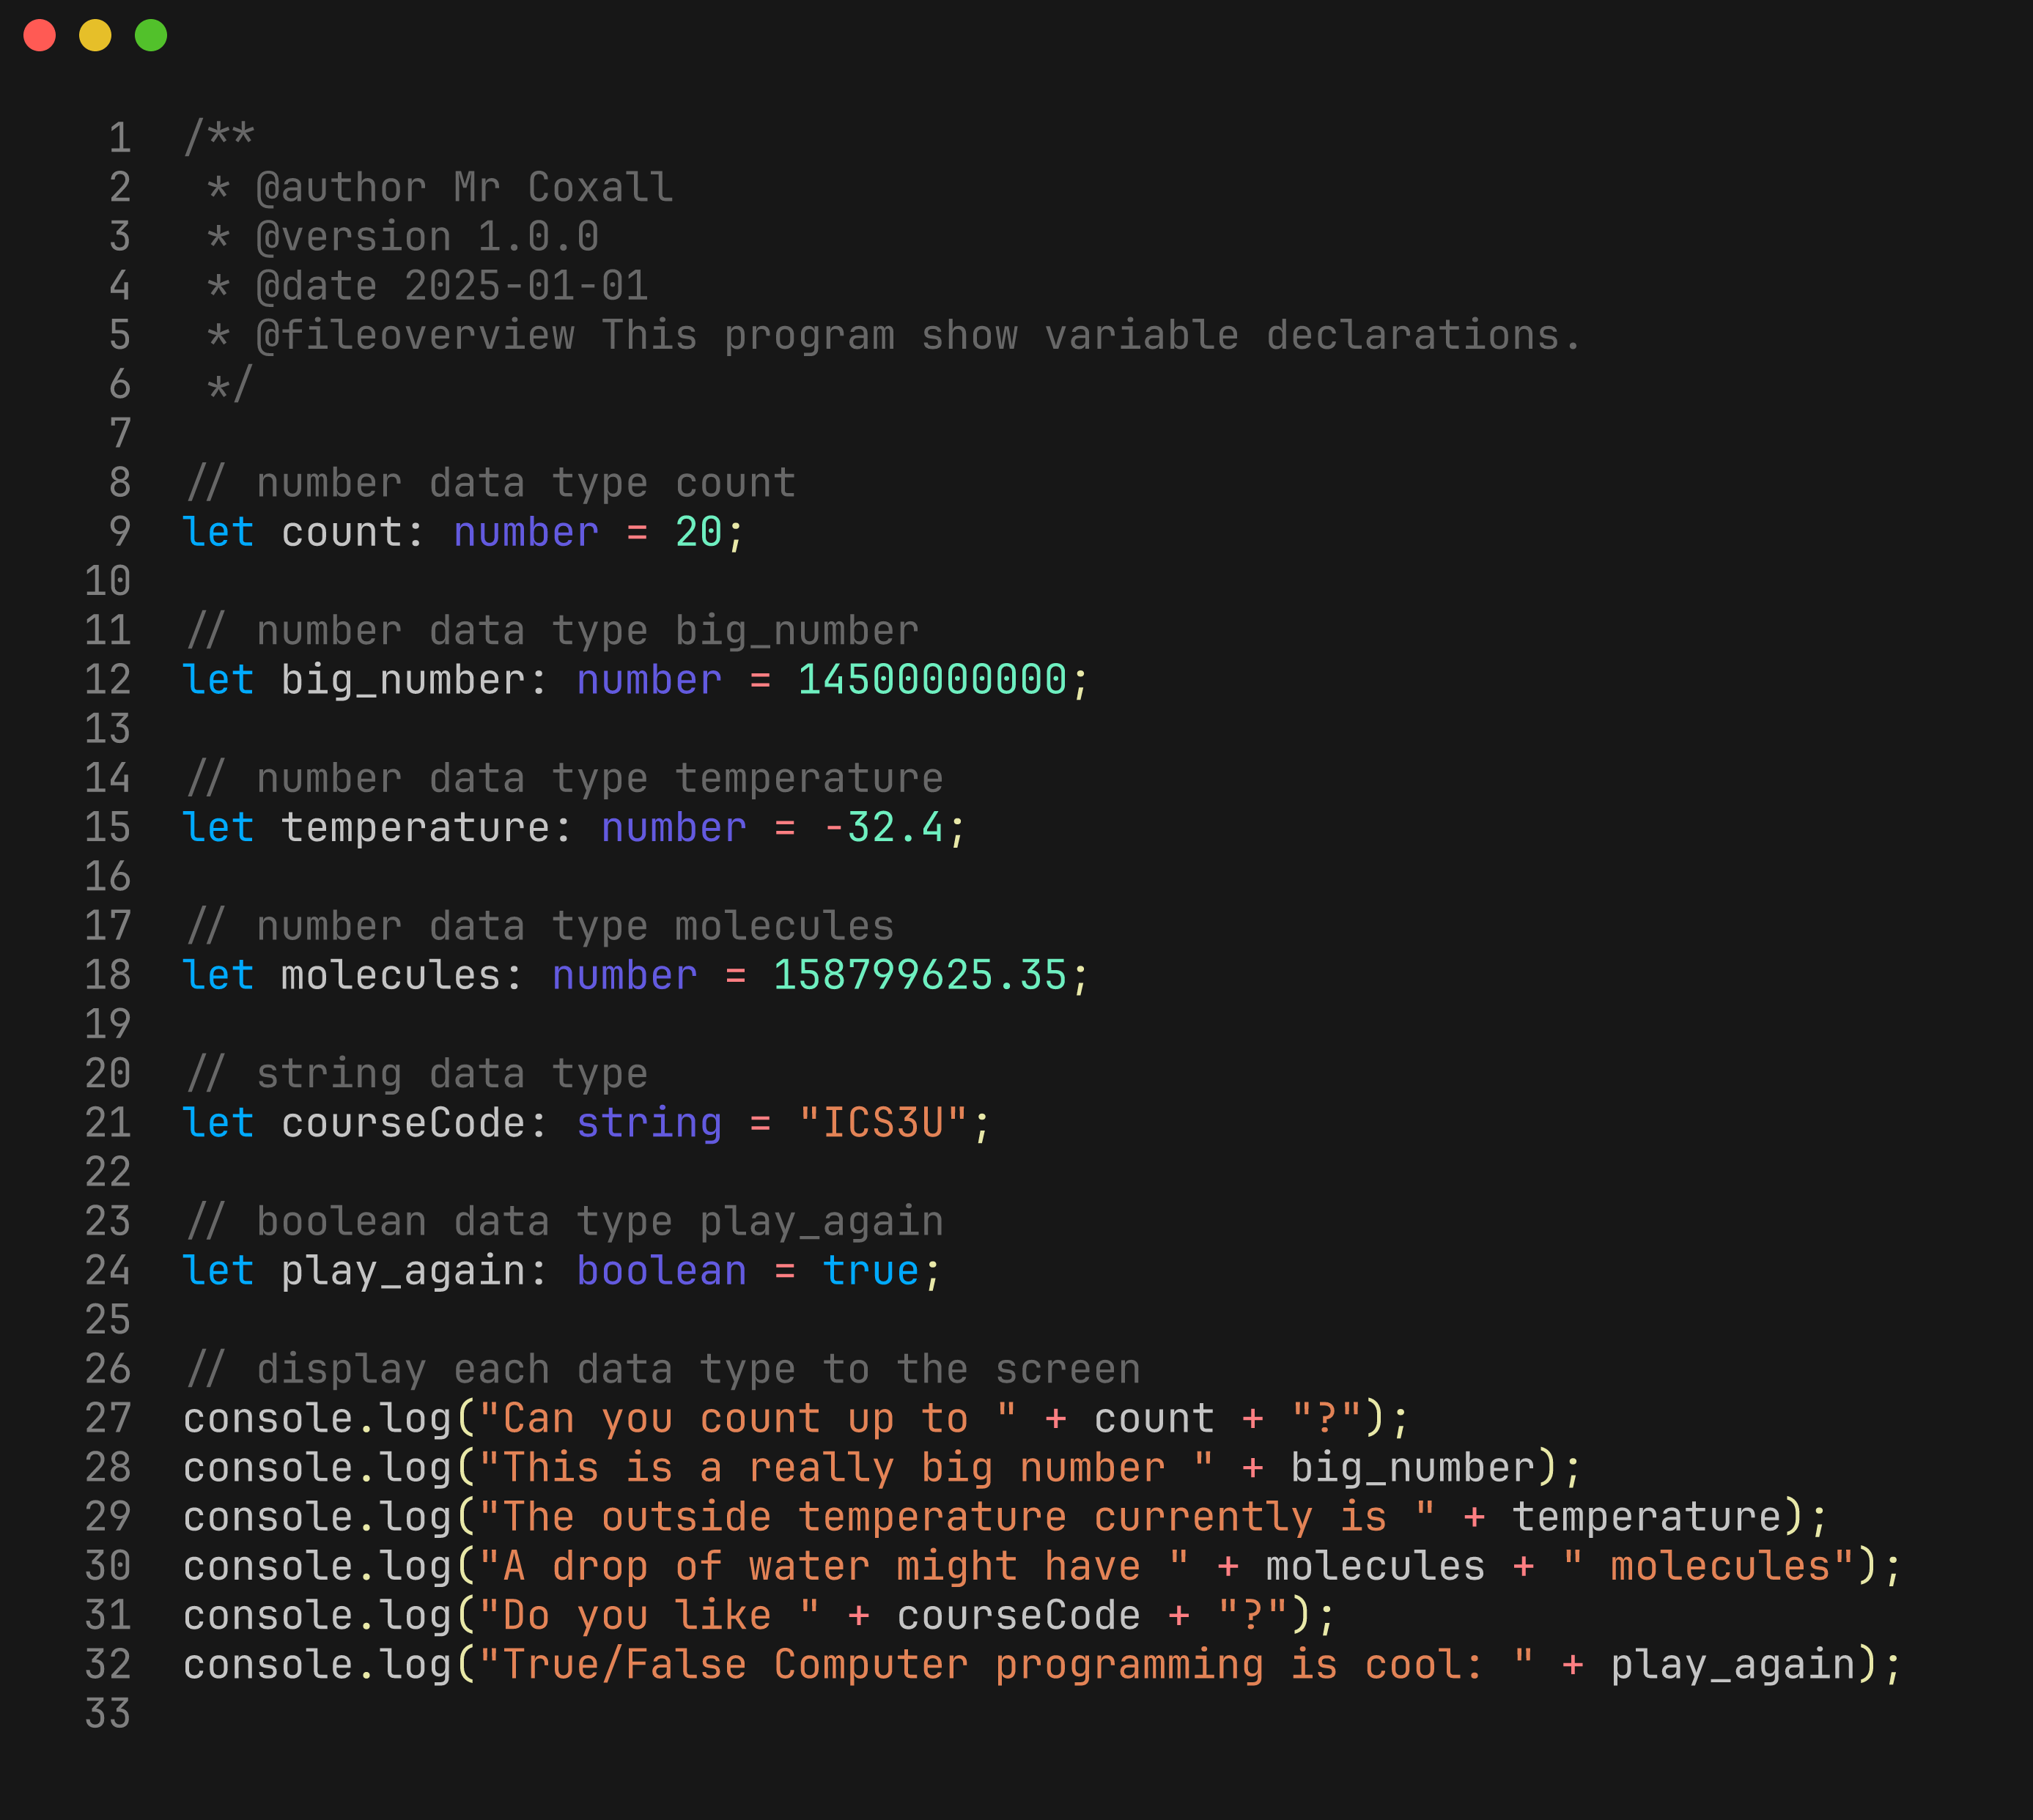 1 /**
2  * @author Mr Coxall
3  * @version 1.0.0
4  * @date 2025-01-01
5  * @fileoverview This program show variable declarations.
6  */
7
8 // number data type count
9 let count: number = 20;
10
11 // number data type big_number
12 let big_number: number = 14500000000;
13
14 // number data type temperature
15 let temperature: number = -32.4;
16
17 // number data type molecules
18 let molecules: number = 158799625.35;
19
20 // string data type
21 let courseCode: string = "ICS3U";
22
23 // boolean data type play_again
24 let play_again: boolean = true;
25
26 // display each data type to the screen
27 console.log("Can you count up to " + count + "?");
28 console.log("This is a really big number " + big_number);
29 console.log("The outside temperature currently is " + temperature);
30 console.log("A drop of water might have " + molecules + " molecules");
31 console.log("Do you like " + courseCode + "?");
32 console.log("True/False Computer programming is cool: " + play_again);
33